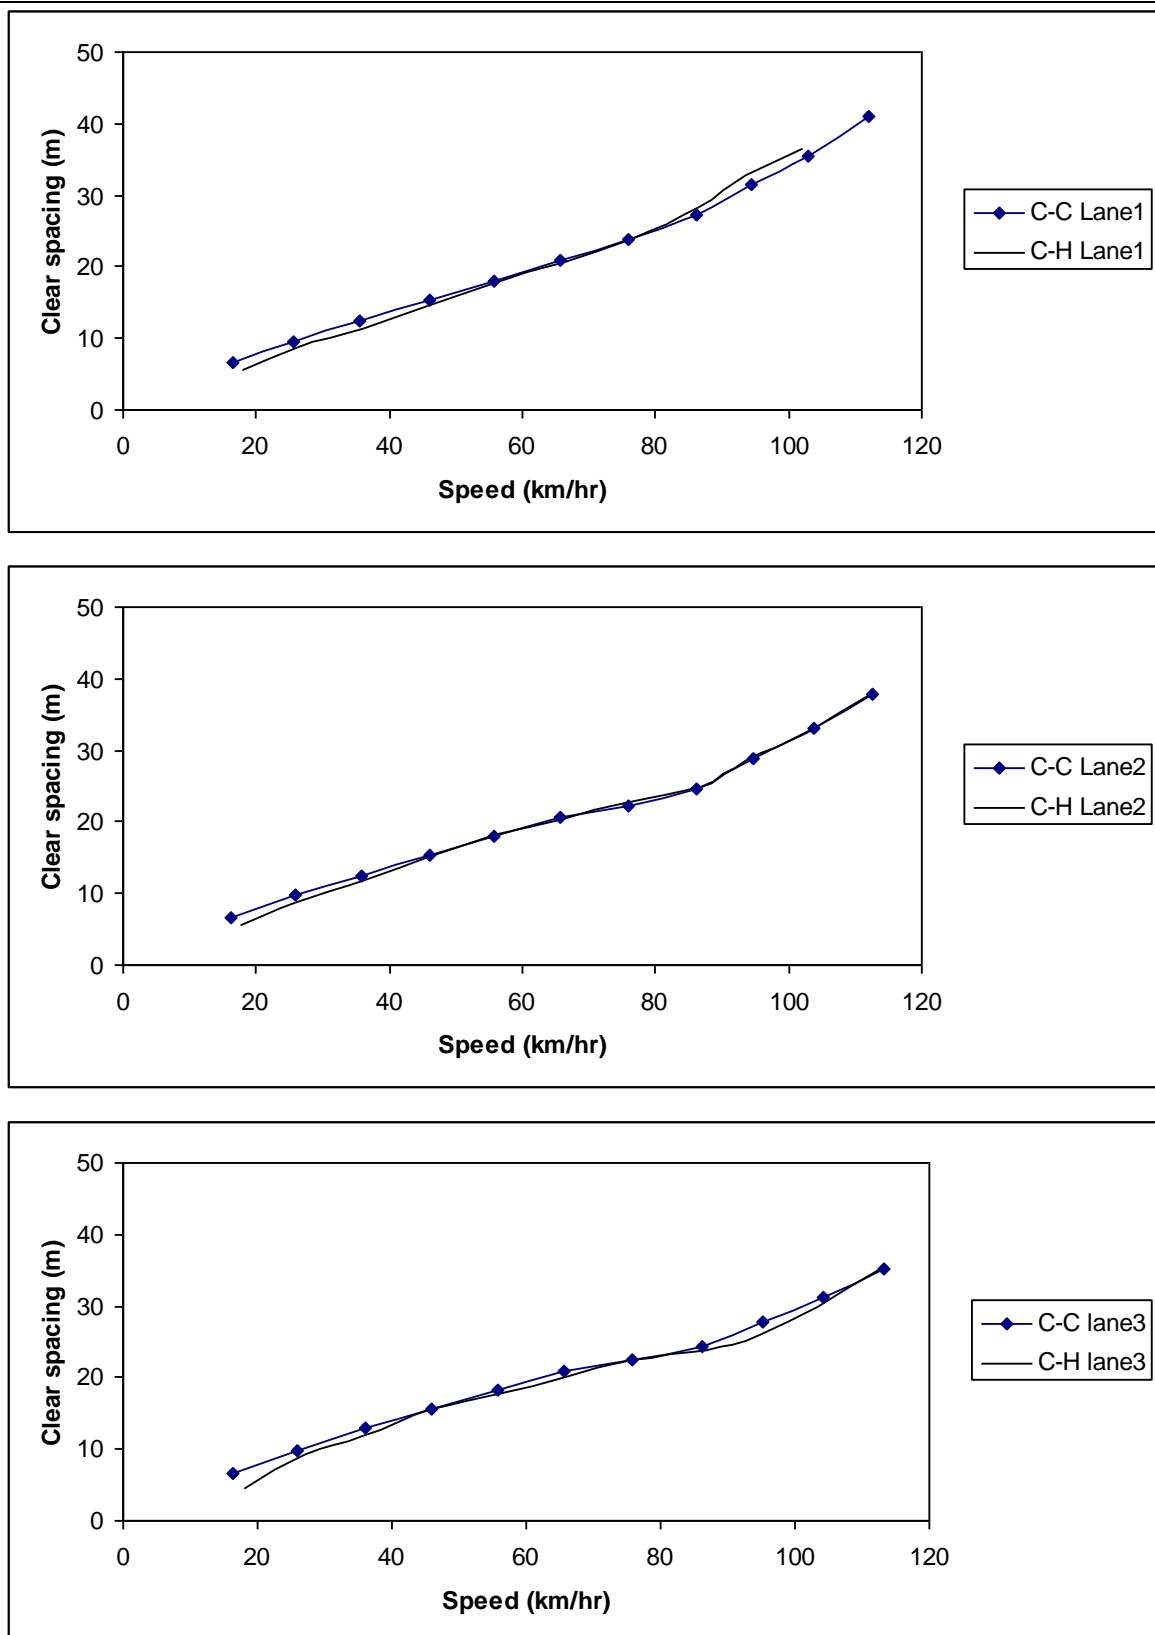 50
40
30
20
10
0
Clear spacing (m)
0 20 40 60 80 100 120
Speed (km/hr)
C-C Lane1
C-H Lane1
50
40
30
20
10
0
Clear spacing (m)
0 20 40 60 80 100 120
Speed (km/hr)
C-C Lane2
C-H Lane2
50
40
30
20
10
0
Clear spacing (m)
0 20 40 60 80 100 120
Speed (km/hr)
C-C lane3
C-H lane3